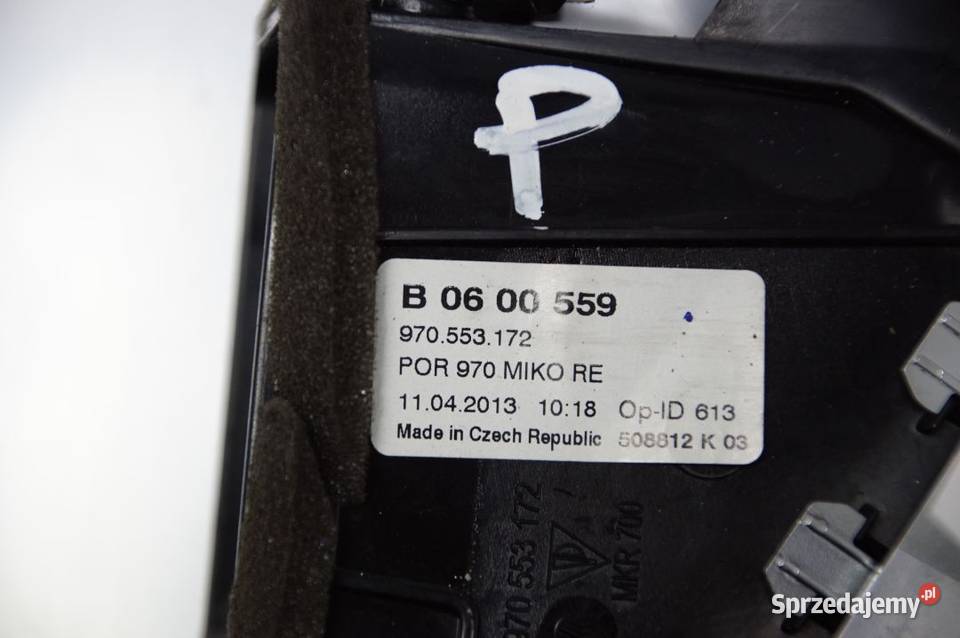 P
B 06 00 559
970.553.172
POR 970 MIKO RE
11.04.2013 10:18 Op-ID 613
Made in Czech Republic 508812 K 03
970 553 172
MKR 700
Sprzedajemy.pl